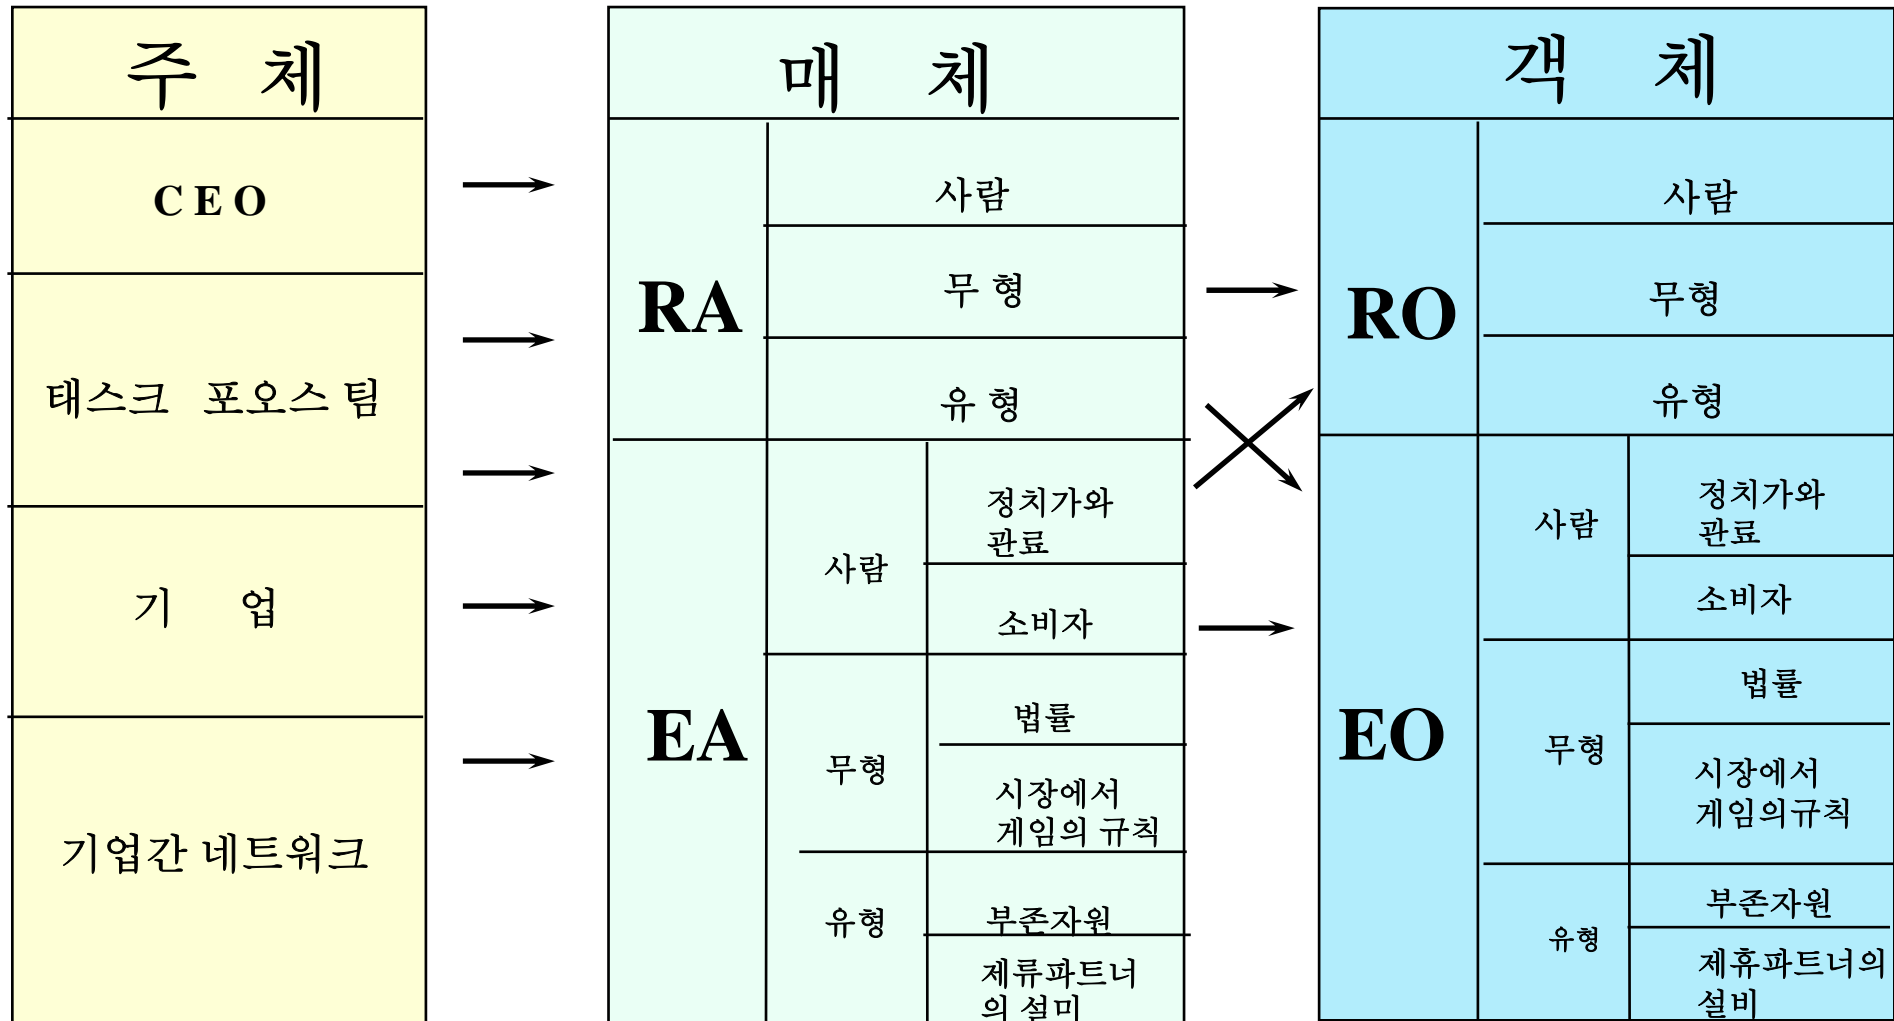 주 체
CEO
태스크 포오스 팀
기 업
기업간 네트워크
매 체
RA
사람
무 형
유 형
EA
사람
정치가와
관료
소비자
무형
법률
시장에서
게임의 규칙
유형
부존자원
제류파트너
의 설미
객 체
RO
사람
무형
유형
EO
사람
정치가와
관료
소비자
무형
법률
시장에서
게임의규칙
유형
부존자원
제휴파트너의
설비